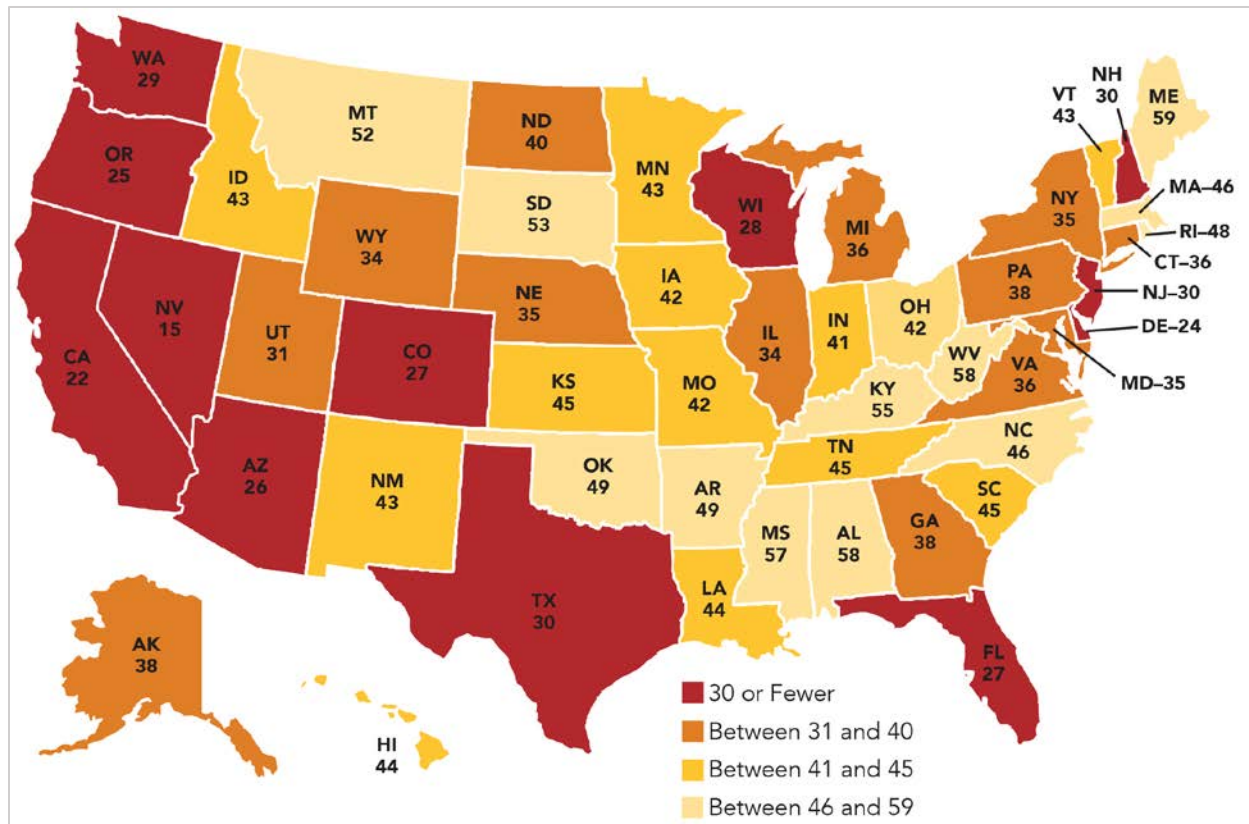 WA
29
OR
25
CA
22
NV
15
ID
43
MT
52
WY
34
UT
31
AZ
26
CO
27
NM
43
ND
40
SD
53
NE
35
KS
45
OK
49
TX
30
MN
43
IA
42
MO
42
AR
49
LA
44
WI
28
IL
34
MI
36
IN
41
OH
42
KY
55
TN
45
MS
57
AL
58
GA
38
FL
27
SC
45
NC
46
VA
36
WV
58
PA
38
NY
35
VT
43
NH
30
ME
59
MA–46
RI–48
CT–36
NJ–30
DE–24
MD–35
AK
38
HI
44
30 or Fewer
Between 31 and 40
Between 41 and 45
Between 46 and 59